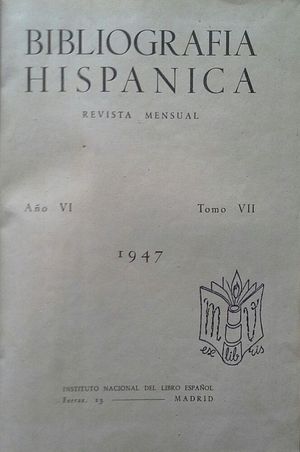 BIBLIOGRAFIA
HISPANICA
REVISTA MENSUAL
Año VI Tomo VII
1947
M V
ex libris
INSTITUTO NACIONAL DEL LIBRO ESPAÑOL
Ferraz, 13 MADRID